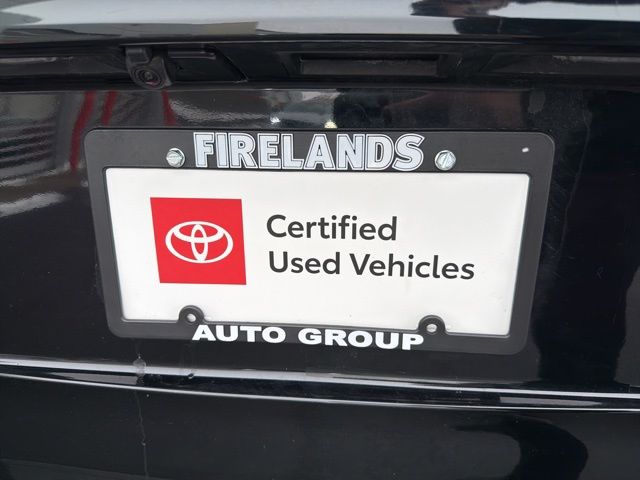 FIRELANDS
Certified
Used Vehicles
AUTO GROUP